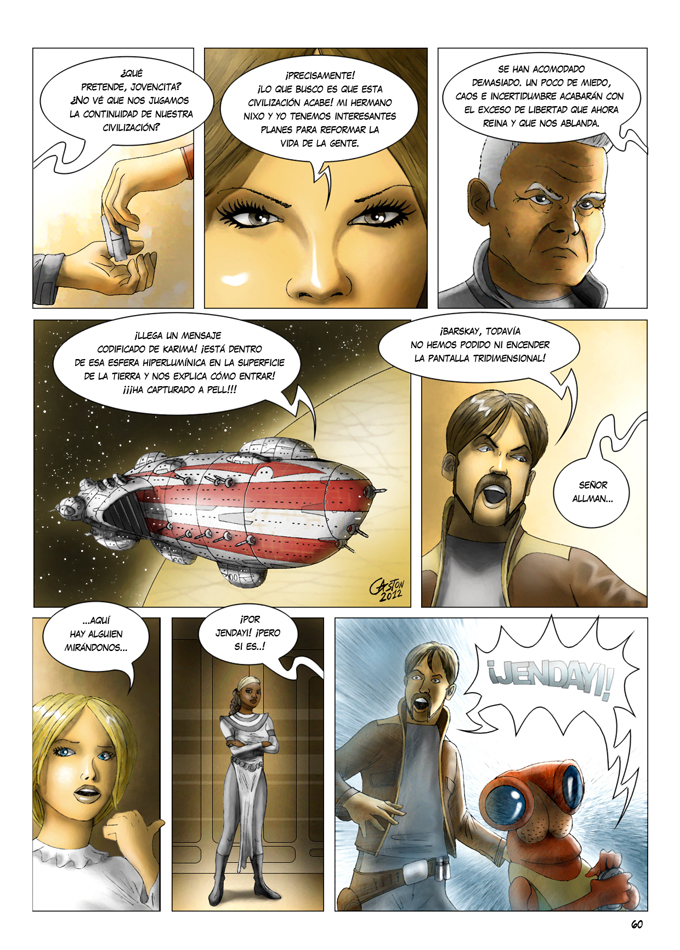 ¿QUÉ
PRETENDE, JOVENCITA?
¿NO VÉ QUE NOS JUGAMOS
LA CONTINUIDAD DE NUESTRA
CIVILIZACIÓN?
¡PRECISAMENTE!
¡LO QUE BUSCO ES QUE ESTA
CIVILIZACIÓN ACABE! MI HERMANO
NIXO Y YO TENEMOS INTERESANTES
PLANES PARA REFORMAR LA
VIDA DE LA GENTE.
SE HAN ACOMODADO
DEMASIADO. UN POCO DE MIEDO,
CAOS E INCERTIDUMBRE ACABARÁN CON
EL EXCESO DE LIBERTAD QUE AHORA
REINA Y QUE NOS ABLANDA.
¡LLEGA UN MENSAJE
CODIFICADO DE KARIMA! ¡ESTÁ DENTRO
DE ESA ESFERA HIPERLUMÍNICA EN LA SUPERFICIE
DE LA TIERRA Y NOS EXPLICA CÓMO ENTRAR!
¡¡¡HA CAPTURADO A PELL!!!
GASTON
2012
¡BARSKAY, TODAVÍA
NO HEMOS PODIDO NI ENCENDER
LA PANTALLA TRIDIMENSIONAL!
SEÑOR
ALLMAN...
...AQUÍ
HAY ALGUIEN
MIRÁNDONOS...
¡POR
JENDAYI! ¡PERO
SI ES..!
¡JENDAYI!
60